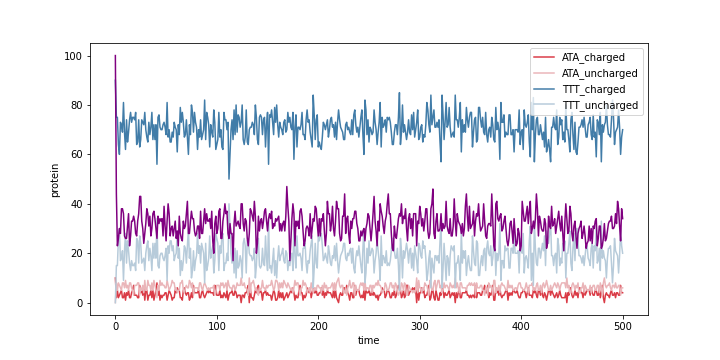 100
80
60
40
20
0
protein
0
100
200
300
400
500
time
ATA_charged
ATA_uncharged
TTT_charged
TTT_uncharged